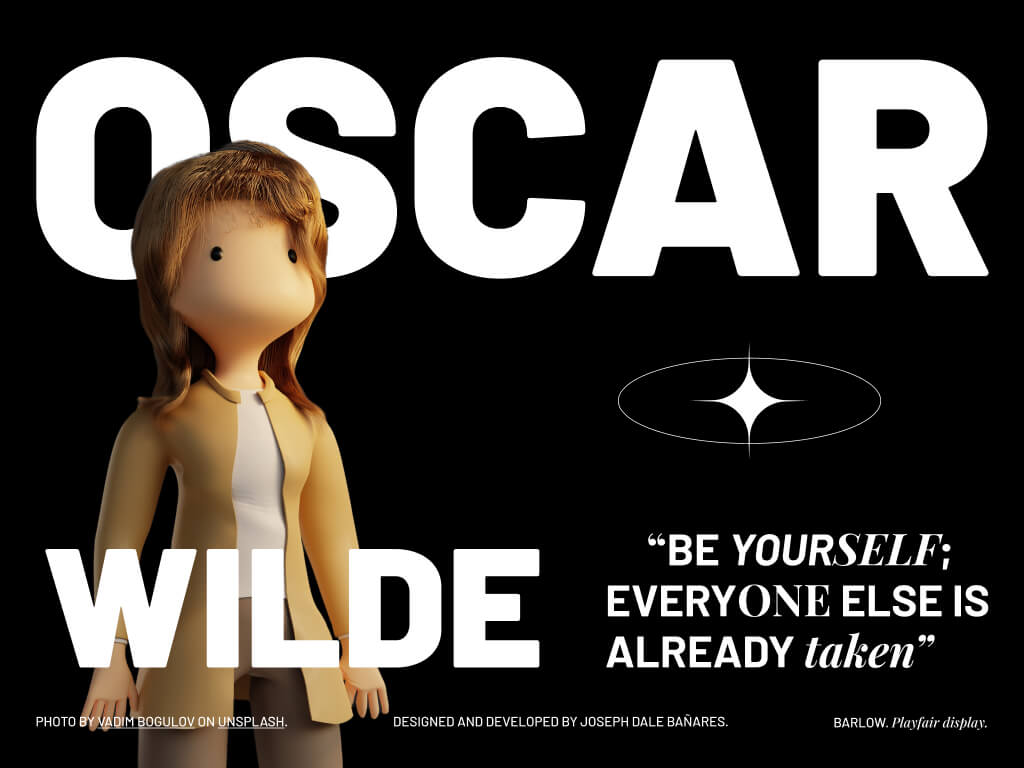 OSCAR
WILDE
“BE YOURSELF;
EVERYONE ELSE IS
ALREADY taken”
PHOTO BY VADIM BOGULOV ON UNSPLASH.
DESIGNED AND DEVELOPED BY JOSEPH DALE BAÑARES.
BARLOW. Playfair display.